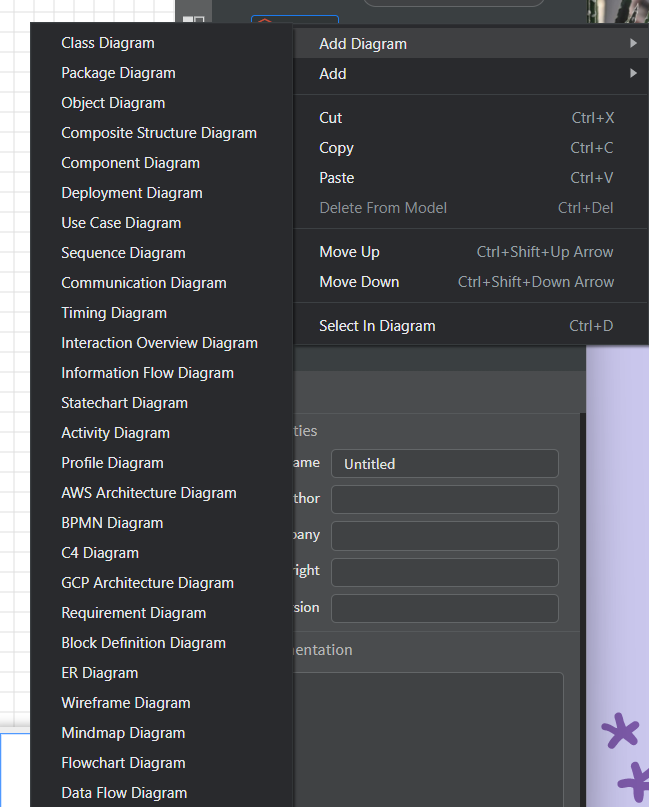 Class Diagram
Package Diagram
Object Diagram
Composite Structure Diagram
Component Diagram
Deployment Diagram
Use Case Diagram
Sequence Diagram
Communication Diagram
Timing Diagram
Interaction Overview Diagram
Information Flow Diagram
Statechart Diagram
Activity Diagram
Profile Diagram
AWS Architecture Diagram
BPMN Diagram
C4 Diagram
GCP Architecture Diagram
Requirement Diagram
Block Definition Diagram
ER Diagram
Wireframe Diagram
Mindmap Diagram
Flowchart Diagram
Data Flow Diagram
Add Diagram
Add
Cut Ctrl+X
Copy Ctrl+C
Paste Ctrl+V
Delete From Model Ctrl+Del
Move Up Ctrl+Shift+Up Arrow
Move Down Ctrl+Shift+Down Arrow
Select In Diagram Ctrl+D
ties
ame Untitled
thor
pany
right
sion
entation